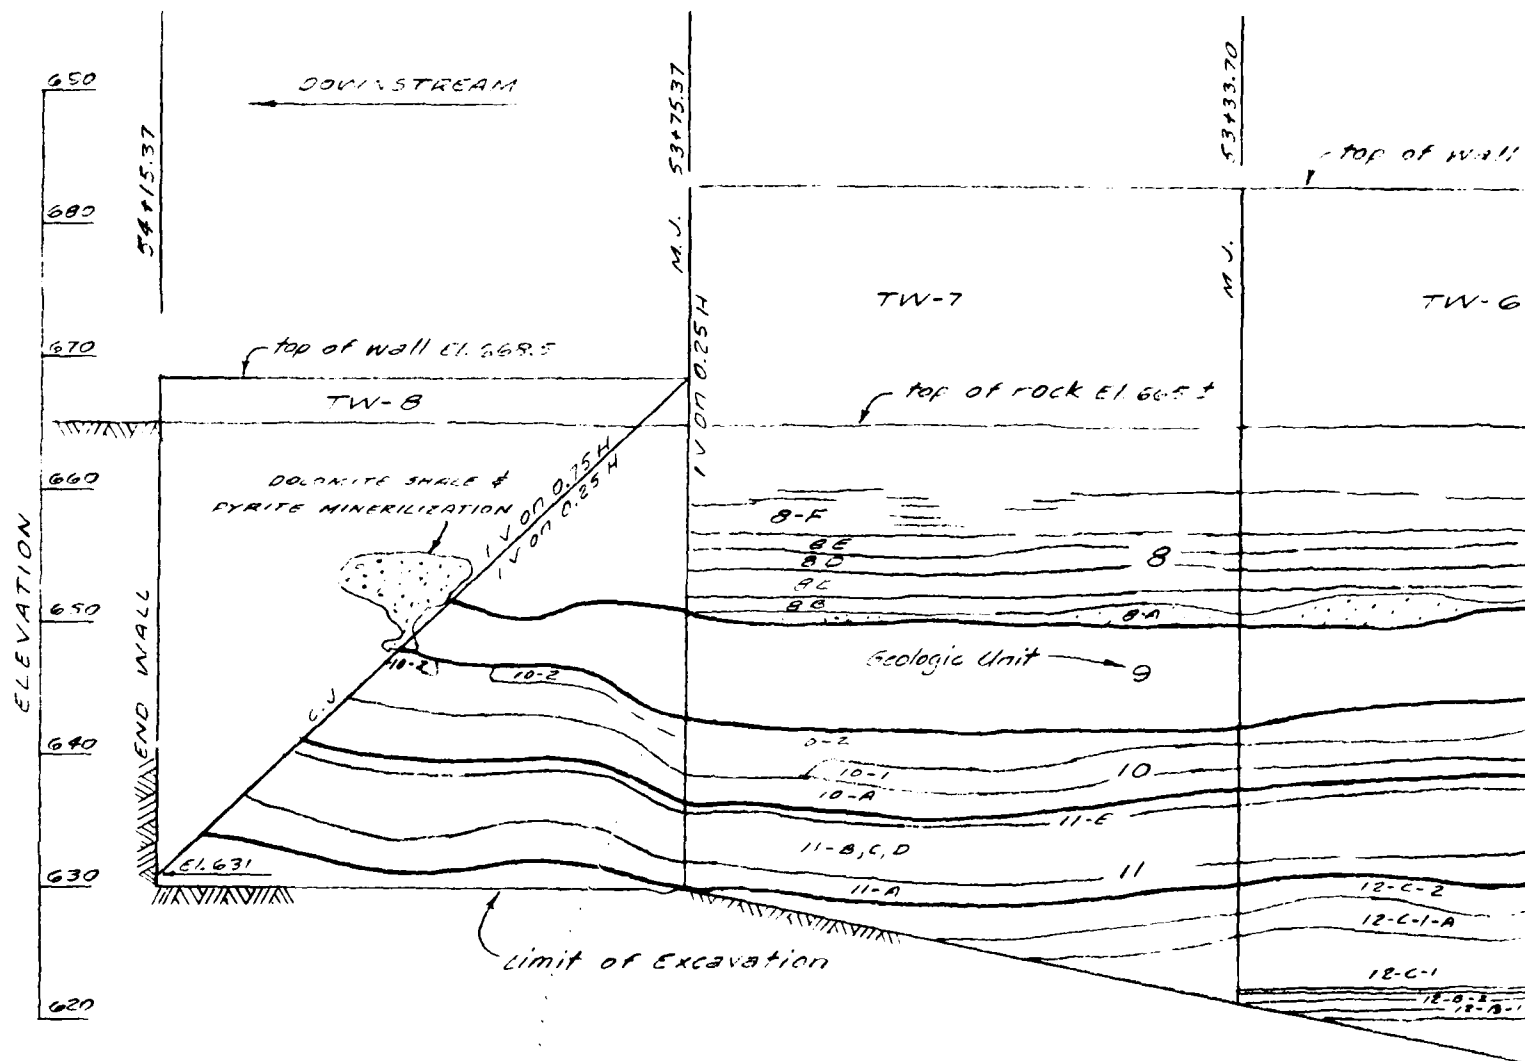 650
DOWNSTREAM
54+15.37
53+75.37
53+33.70
top of wall
680
M.J.
M.J.
TW-7
TW-6
670
top of wall El. 668.5
1 V on 0.25 H
TW-8
top of rock El. 665 ±
660
DOLOMITE SHALE &
PYRITE MINERILIZATION
1 V on 0.75 H
1 V on 0.25 H
8-F
8E
8D
8
8C
8B
8-A
650
ELEVATION
END WALL
Geologic Unit
9
10-2
10-2
C.J.
640
10-1
10
10-A
11-E
11-B,C,D
11
El. 631
630
11-A
12-C-2
12-C-1-A
Limit of Excavation
12-C-1
12-B-2
12-B-1
620